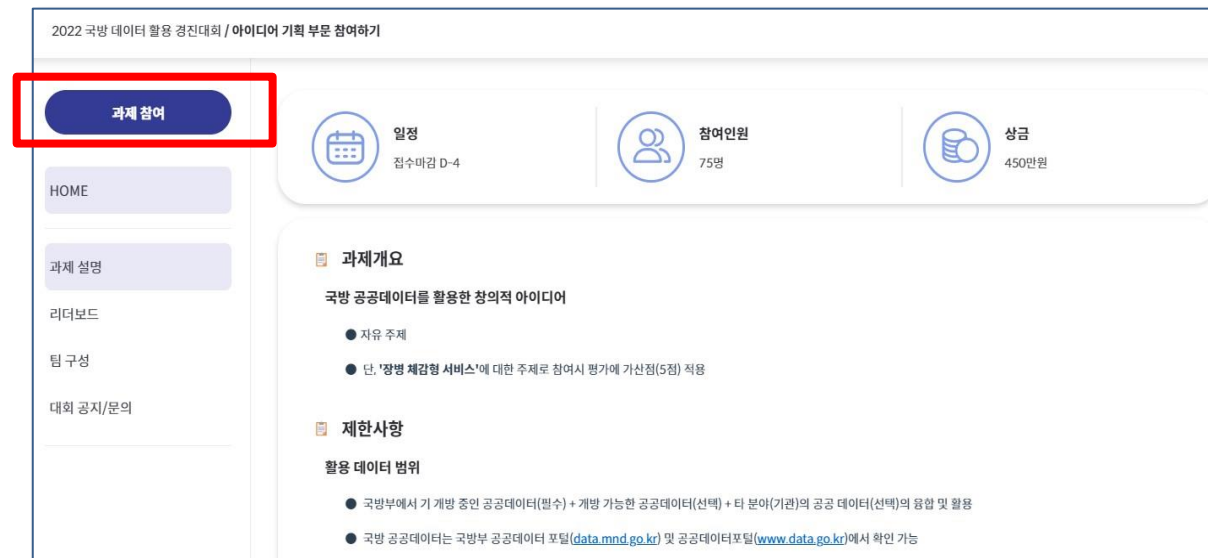 2022 국방 데이터 활용 경진대회 / 아이디어 기획 부문 참여하기
과제 참여
HOME
과제 설명
리더보드
팀 구성
대회 공지/문의
일정
접수마감 D-4
참여인원
75명
상금
450만원
과제개요
국방 공공데이터를 활용한 창의적 아이디어
● 자유 주제
● 단, '장병 체감형 서비스'에 대한 주제로 참여시 평가에 가산점(5점) 적용
제한사항
활용 데이터 범위
● 국방부에서 기 개방 중인 공공데이터(필수) + 개방 가능한 공공데이터(선택) + 타 분야(기관)의 공공 데이터(선택)의 융합 및 활용
● 국방 공공데이터는 국방부 공공데이터 포털(data.mnd.go.kr) 및 공공데이터포털(www.data.go.kr)에서 확인 가능